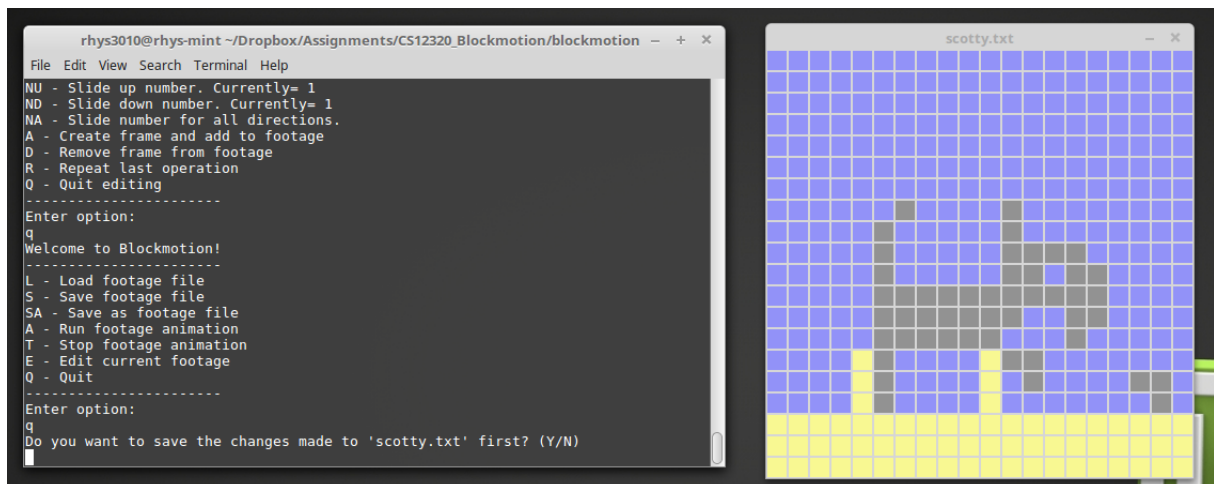 rhys3010@rhys-mint ~/Dropbox/Assignments/CS12320_Blockmotion/blockmotion
File Edit View Search Terminal Help
NU - Slide up number. Currently= 1
ND - Slide down number. Currently= 1
NA - Slide number for all directions.
A - Create frame and add to footage
D - Remove frame from footage
R - Repeat last operation
Q - Quit editing
-----------------------
Enter option:
q
Welcome to Blockmotion!
-----------------------
L - Load footage file
S - Save footage file
SA - Save as footage file
A - Run footage animation
T - Stop footage animation
E - Edit current footage
Q - Quit
-----------------------
Enter option:
q
Do you want to save the changes made to 'scotty.txt' first? (Y/N)
scotty.txt